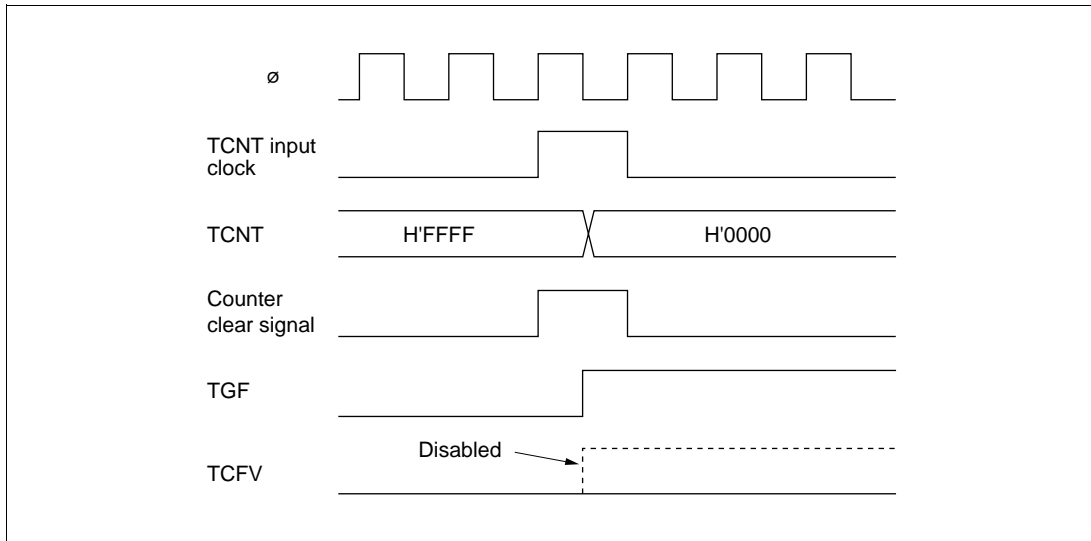 ø
TCNT input
clock
TCNT
H'FFFF
H'0000
Counter
clear signal
TGF
Disabled
TCFV